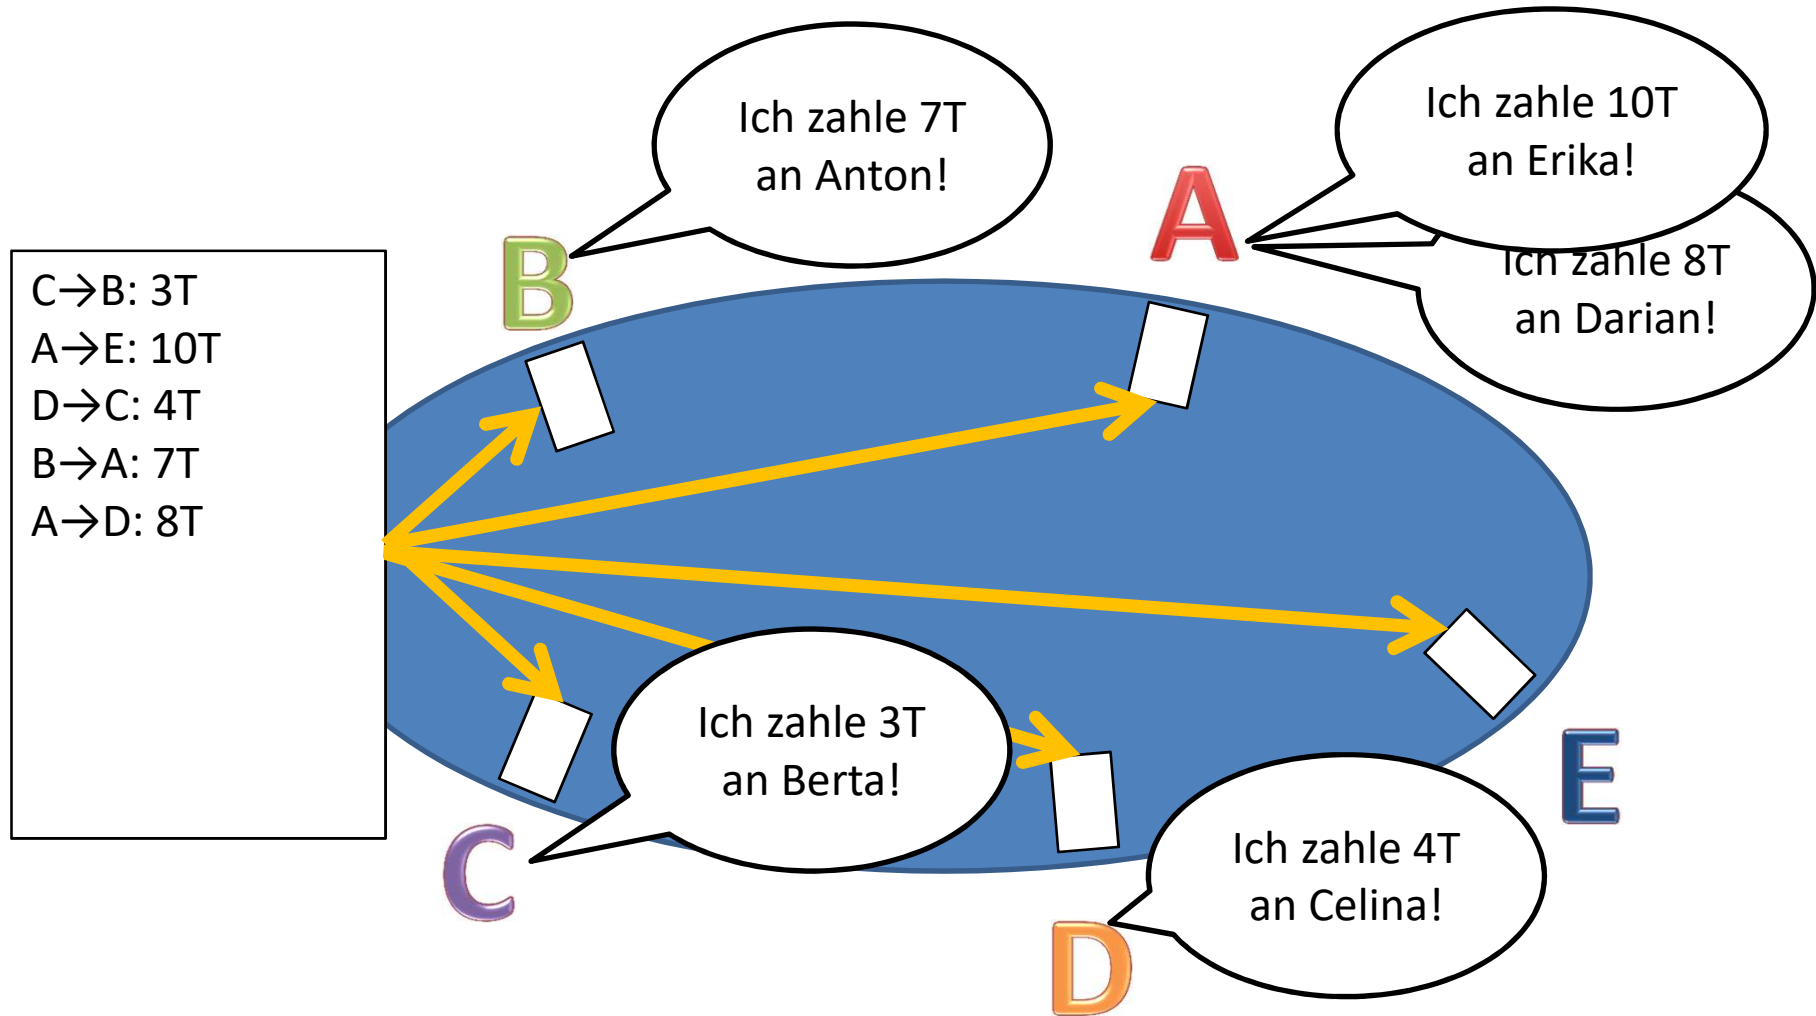 Ich zahle 7T
an Anton!
Ich zahle 10T
an Erika!
A
B
Ich zahle 8T
an Darian!
C→B: 3T
A→E: 10T
D→C: 4T
B→A: 7T
A→D: 8T
Ich zahle 3T
an Berta!
E
C
Ich zahle 4T
an Celina!
D